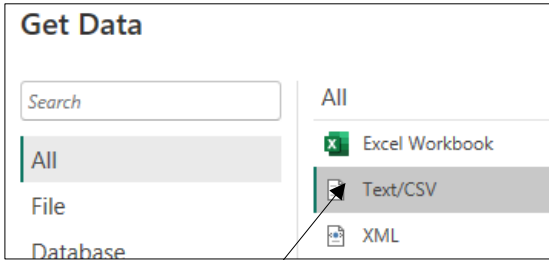 Get Data
Search
All
File
Database
All
Excel Workbook
Text/CSV
XML